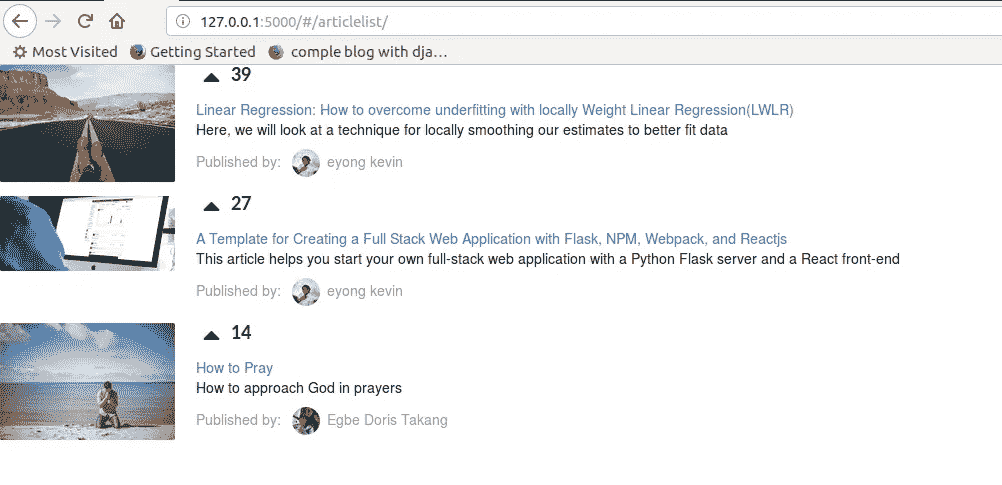 127.0.0.1:5000/#/articlelist/
Most Visited Getting Started comple blog with dja…
39
Linear Regression: How to overcome underfitting with locally Weight Linear Regression(LWLR)
Here, we will look at a technique for locally smoothing our estimates to better fit data
Published by: eyong kevin
27
A Template for Creating a Full Stack Web Application with Flask, NPM, Webpack, and Reactjs
This article helps you start your own full-stack web application with a Python Flask server and a React front-end
Published by: eyong kevin
14
How to Pray
How to approach God in prayers
Published by: Egbe Doris Takang